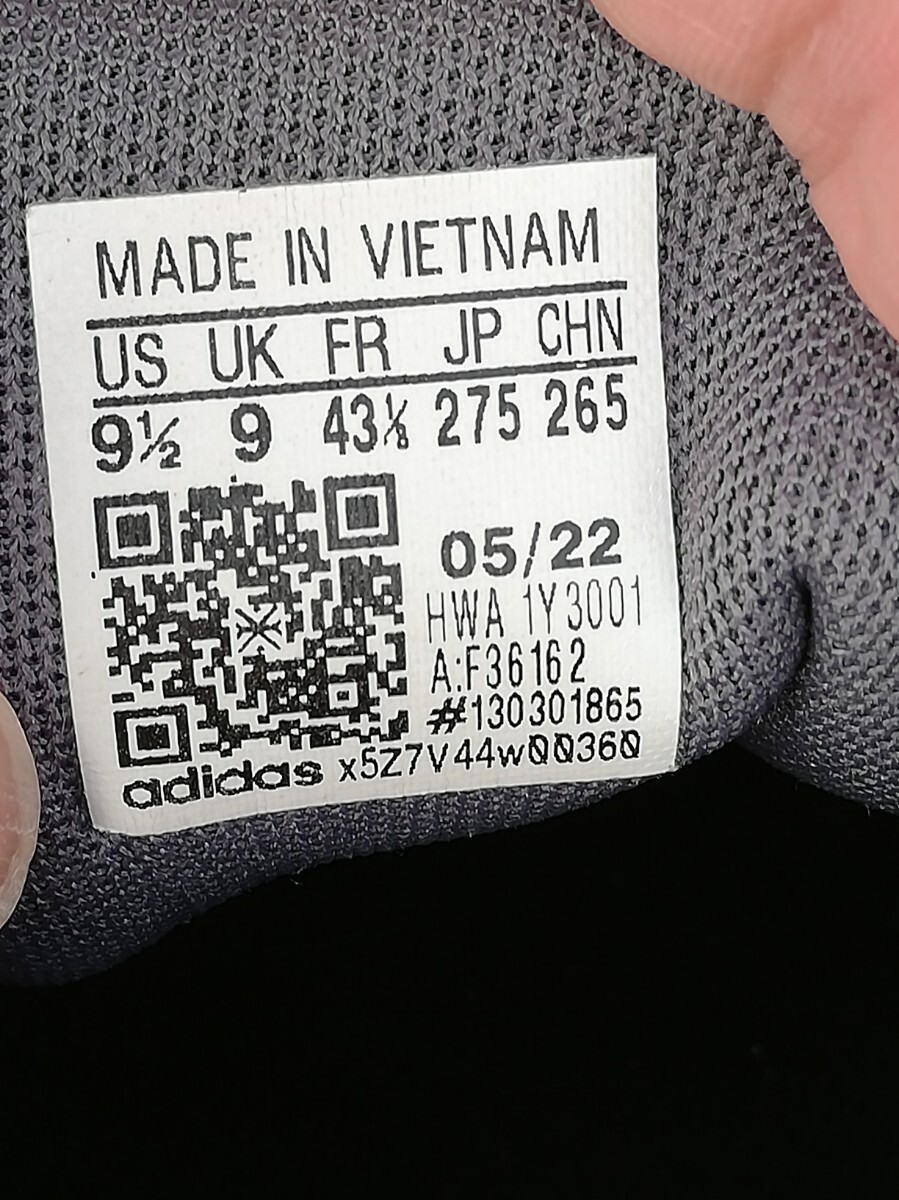 MADE IN VIETNAM
US UK FR JP CHN
9½ 9 43⅓ 275 265
05/22
HWA 1Y3001
A:F36162
#130301865
adidas x5Z7V44w00360